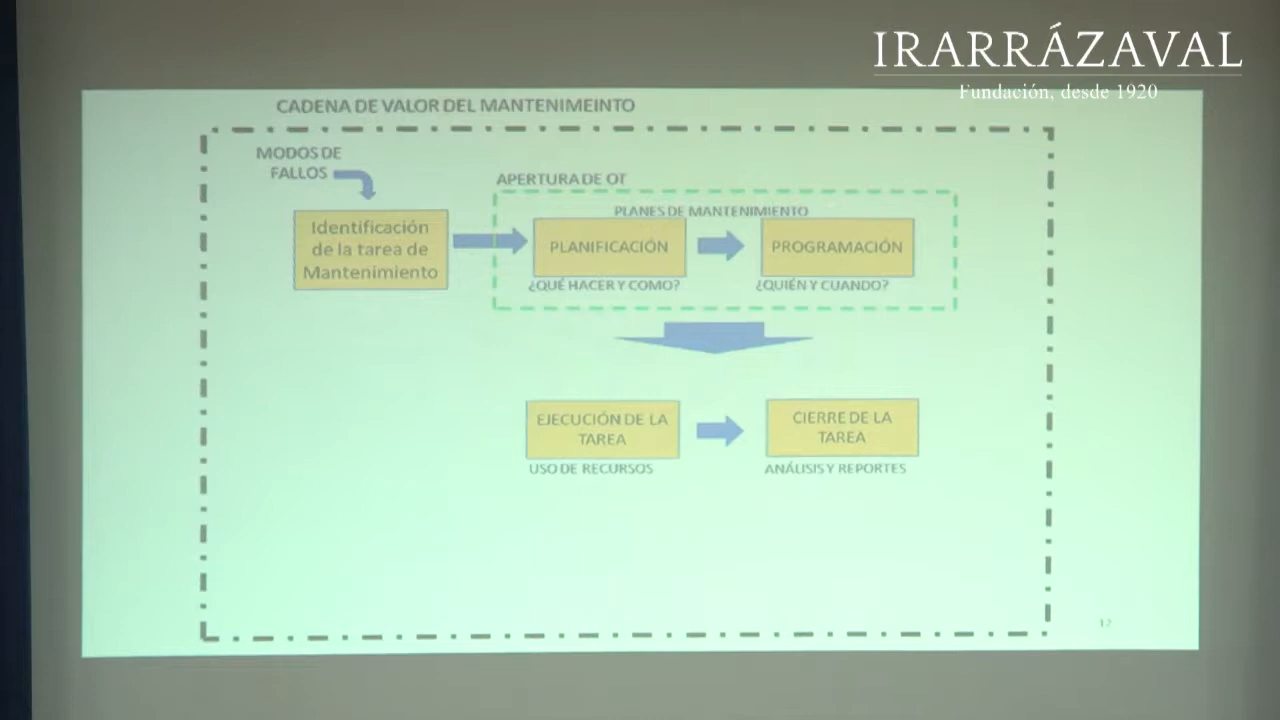 IRARRÁZAVAL
Fundación, desde 1920
CADENA DE VALOR DEL MANTENIMEINTO
MODOS DE
FALLOS
APERTURA DE OT
PLANES DE MANTENIMIENTO
Identificación
de la tarea de
Mantenimiento
PLANIFICACIÓN
PROGRAMACIÓN
¿QUÉ HACER Y COMO?
¿QUIÉN Y CUANDO?
EJECUCIÓN DE LA
TAREA
CIERRE DE LA
TAREA
USO DE RECURSOS
ANÁLISIS Y REPORTES
12